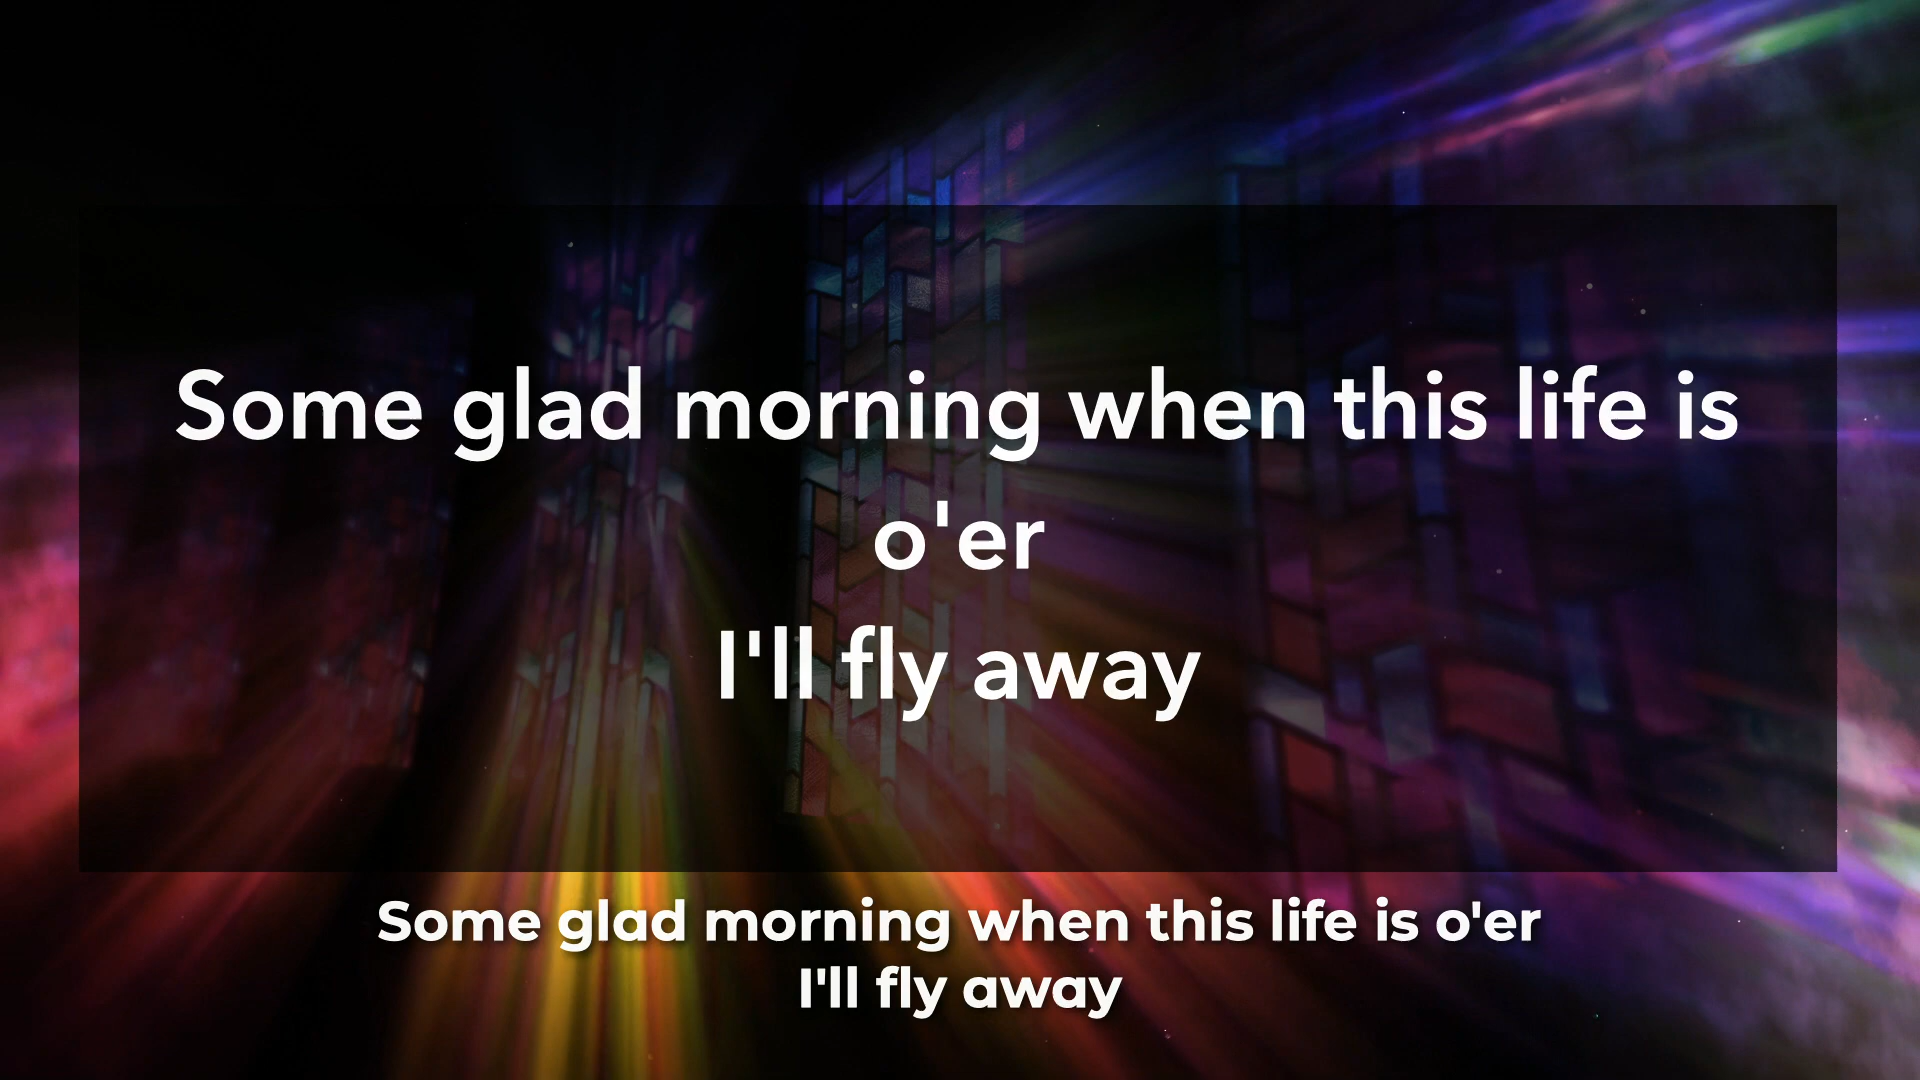 Some glad morning when this life is
o'er
I'll fly away
Some glad morning when this life is o'er
I'll fly away